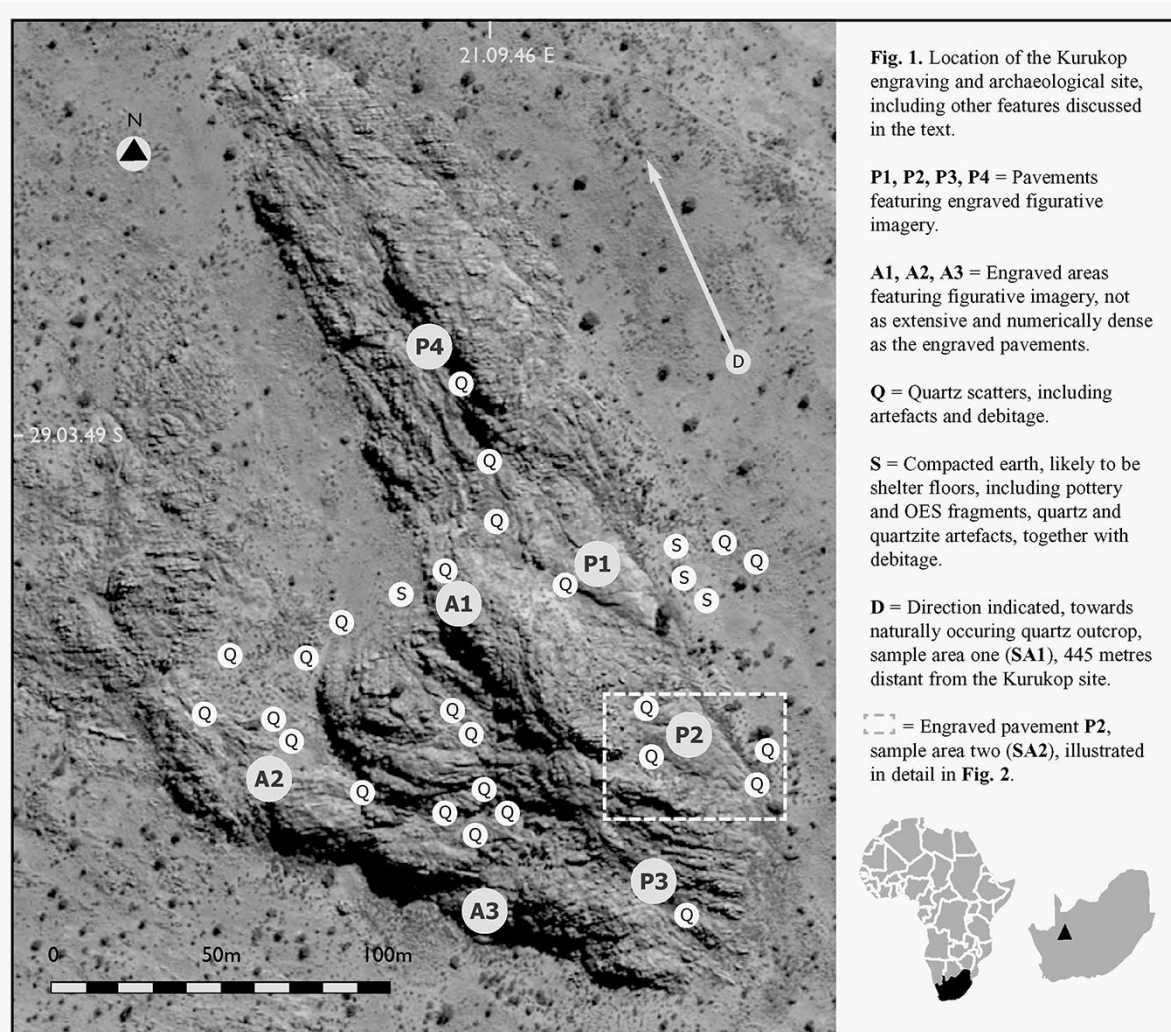 21.09.46 E
N
D
P4
Q
29.03.49 S
Q
Q
Q
S
Q
P1
S
Q
Q
S
A1
Q
S
Q
Q
Q
Q
Q
Q
Q
Q
Q
P2
Q
Q
A2
Q
Q
Q
Q
Q
Q
P3
A3
Q
0 50m 100m
Fig. 1. Location of the Kurukop
engraving and archaeological site,
including other features discussed
in the text.
P1, P2, P3, P4 = Pavements
featuring engraved figurative
imagery.
A1, A2, A3 = Engraved areas
featuring figurative imagery, not
as extensive and numerically dense
as the engraved pavements.
Q = Quartz scatters, including
artefacts and debitage.
S = Compacted earth, likely to be
shelter floors, including pottery
and OES fragments, quartz and
quartzite artefacts, together with
debitage.
D = Direction indicated, towards
naturally occuring quartz outcrop,
sample area one (SA1), 445 metres
distant from the Kurukop site.
= Engraved pavement P2,
sample area two (SA2), illustrated
in detail in Fig. 2.